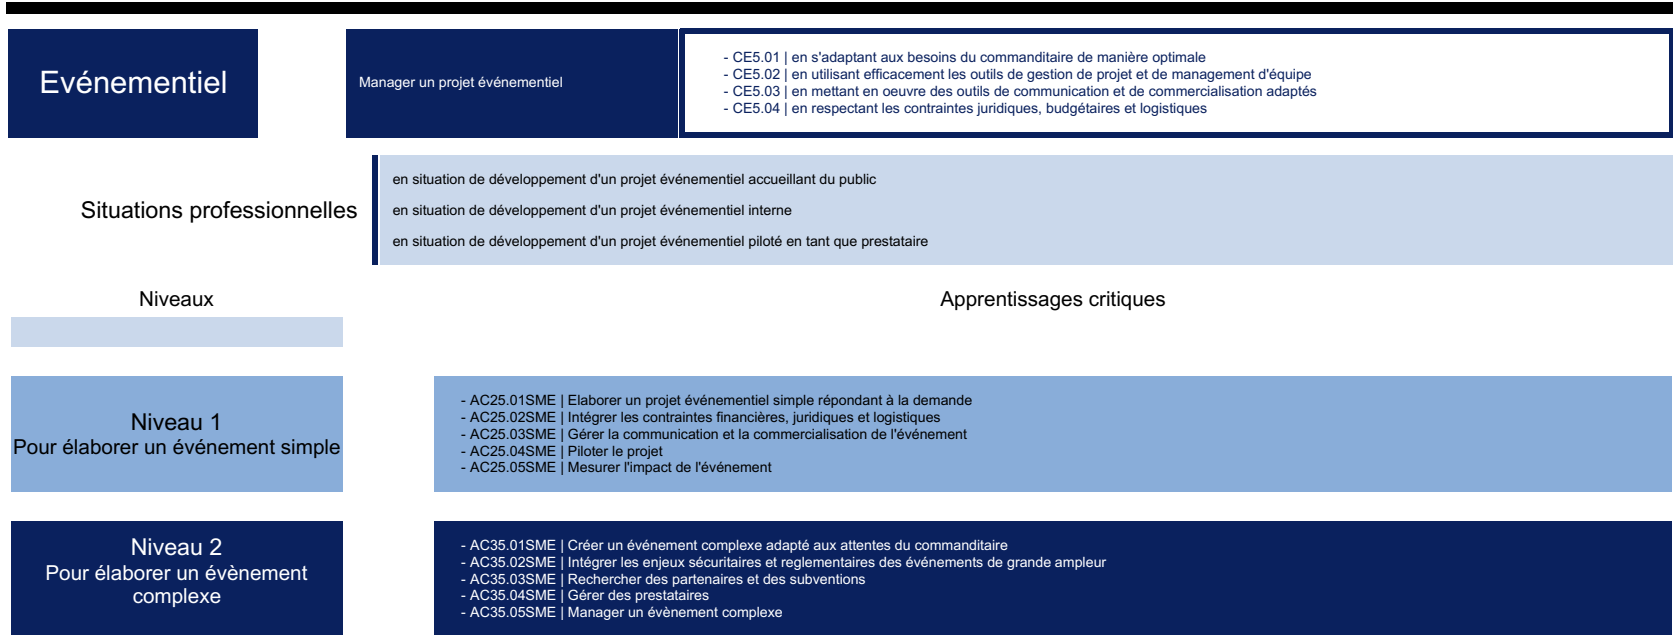 Evénementiel
Manager un projet événementiel
- CE5.01 | en s'adaptant aux besoins du commanditaire de manière optimale
- CE5.02 | en utilisant efficacement les outils de gestion de projet et de management d'équipe
- CE5.03 | en mettant en oeuvre des outils de communication et de commercialisation adaptés
- CE5.04 | en respectant les contraintes juridiques, budgétaires et logistiques
Situations professionnelles
en situation de développement d'un projet événementiel accueillant du public
en situation de développement d'un projet événementiel interne
en situation de développement d'un projet événementiel piloté en tant que prestataire
Niveaux
Apprentissages critiques
Niveau 1
Pour élaborer un événement simple
- AC25.01SME | Elaborer un projet événementiel simple répondant à la demande
- AC25.02SME | Intégrer les contraintes financières, juridiques et logistiques
- AC25.03SME | Gérer la communication et la commercialisation de l'événement
- AC25.04SME | Piloter le projet
- AC25.05SME | Mesurer l'impact de l'événement
Niveau 2
Pour élaborer un évènement
complexe
- AC35.01SME | Créer un événement complexe adapté aux attentes du commanditaire
- AC35.02SME | Intégrer les enjeux sécuritaires et reglementaires des événements de grande ampleur
- AC35.03SME | Rechercher des partenaires et des subventions
- AC35.04SME | Gérer des prestataires
- AC35.05SME | Manager un évènement complexe